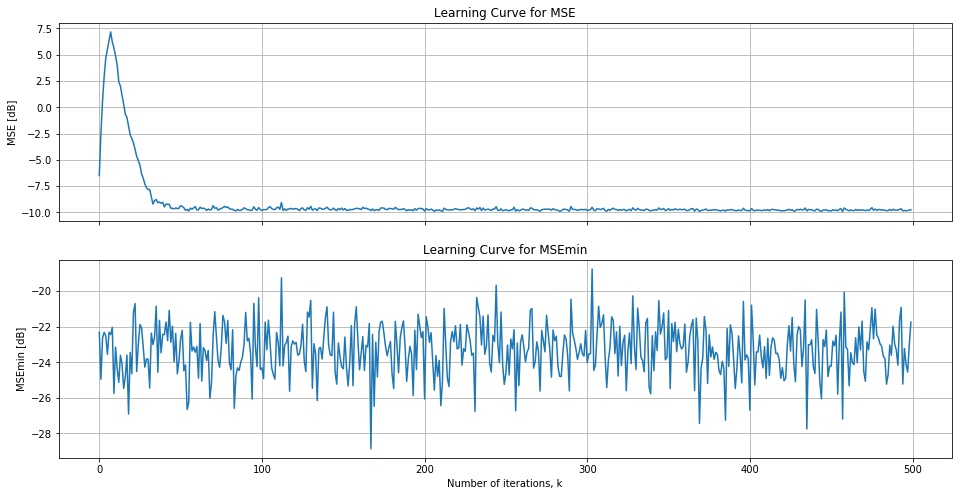 Learning Curve for MSE
7.5
5.0
2.5
0.0
−2.5
−5.0
−7.5
−10.0
MSE [dB]
Learning Curve for MSEmin
−20
−22
−24
−26
−28
MSEmin [dB]
0 100 200 300 400 500
Number of iterations, k